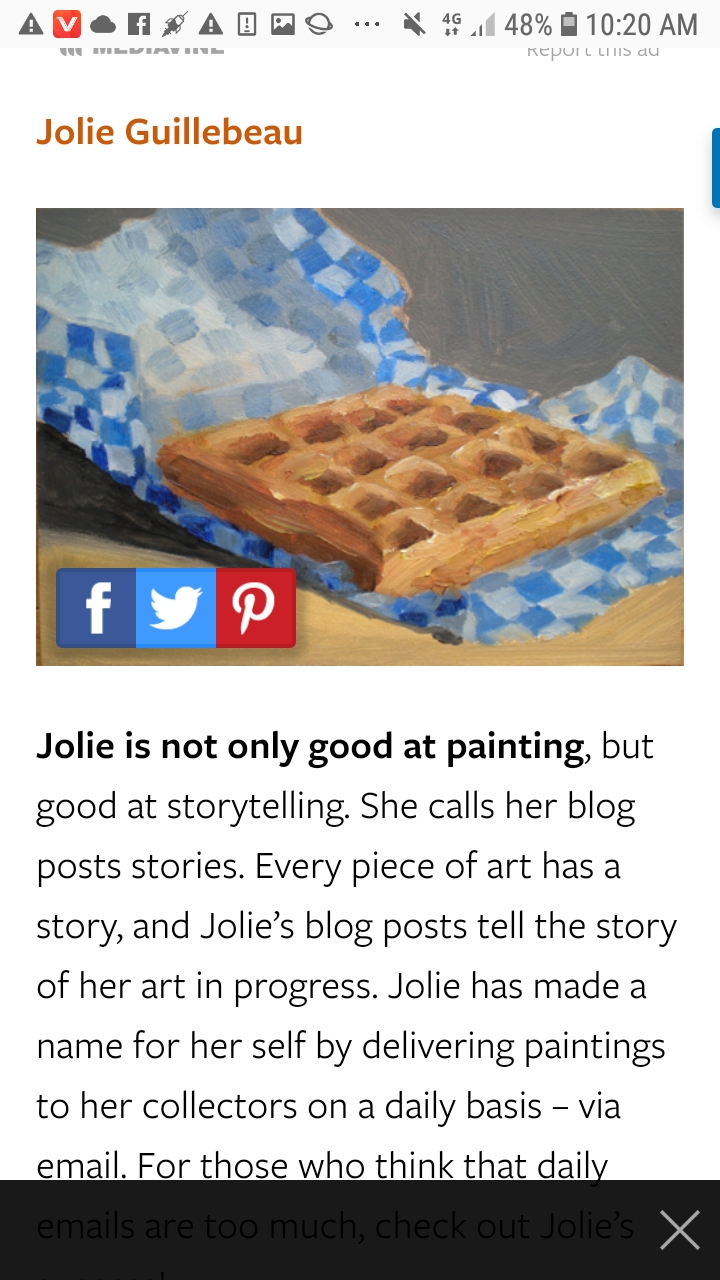 4G 48% 10:20 AM
MEDIAVINE Report this ad
Jolie Guillebeau
Jolie is not only good at painting, but
good at storytelling. She calls her blog
posts stories. Every piece of art has a
story, and Jolie’s blog posts tell the story
of her art in progress. Jolie has made a
name for her self by delivering paintings
to her collectors on a daily basis – via
email. For those who think that daily
emails are too much, check out Jolie’s